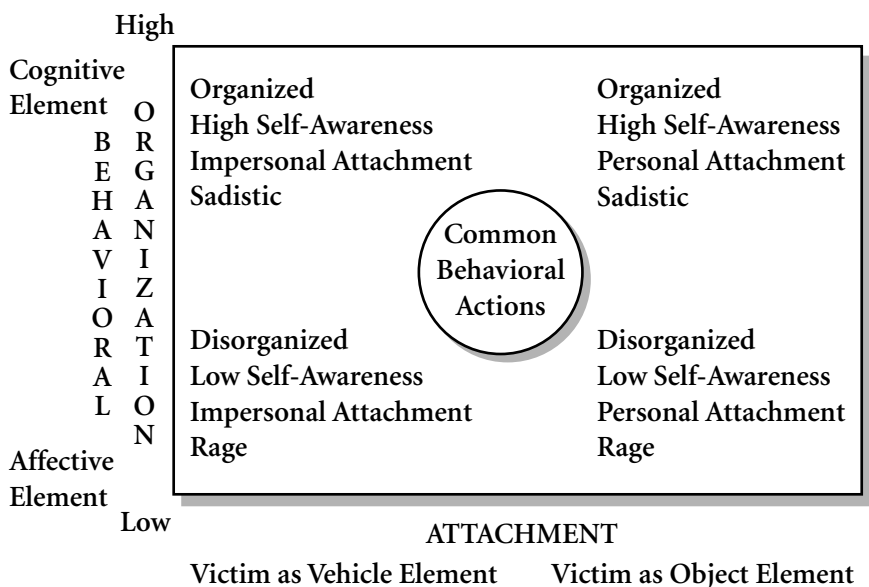 High
Cognitive
Element
BEHAVIORAL
ORGANIZATION
Affective
Element
Low
Organized
High Self-Awareness
Impersonal Attachment
Sadistic
Organized
High Self-Awareness
Personal Attachment
Sadistic
Common
Behavioral
Actions
Disorganized
Low Self-Awareness
Impersonal Attachment
Rage
Disorganized
Low Self-Awareness
Personal Attachment
Rage
ATTACHMENT
Victim as Vehicle Element
Victim as Object Element